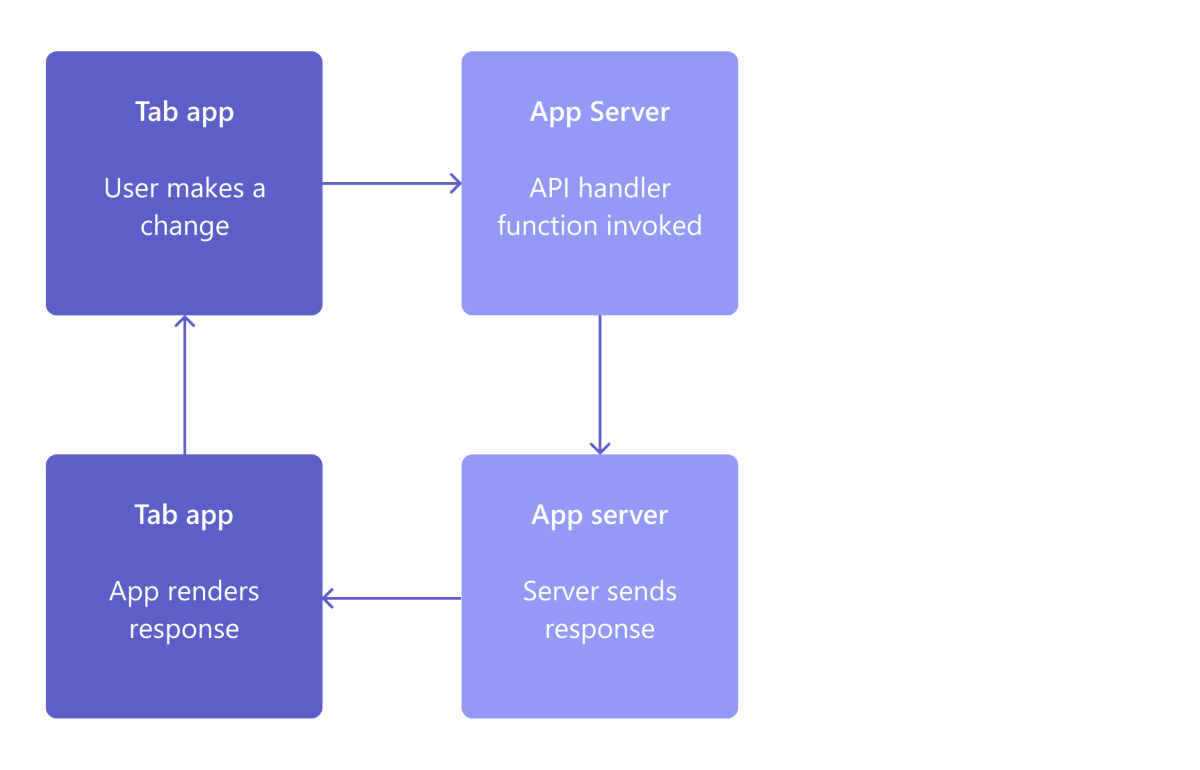 Tab app
User makes a
change
App Server
API handler
function invoked
Tab app
App renders
response
App server
Server sends
response